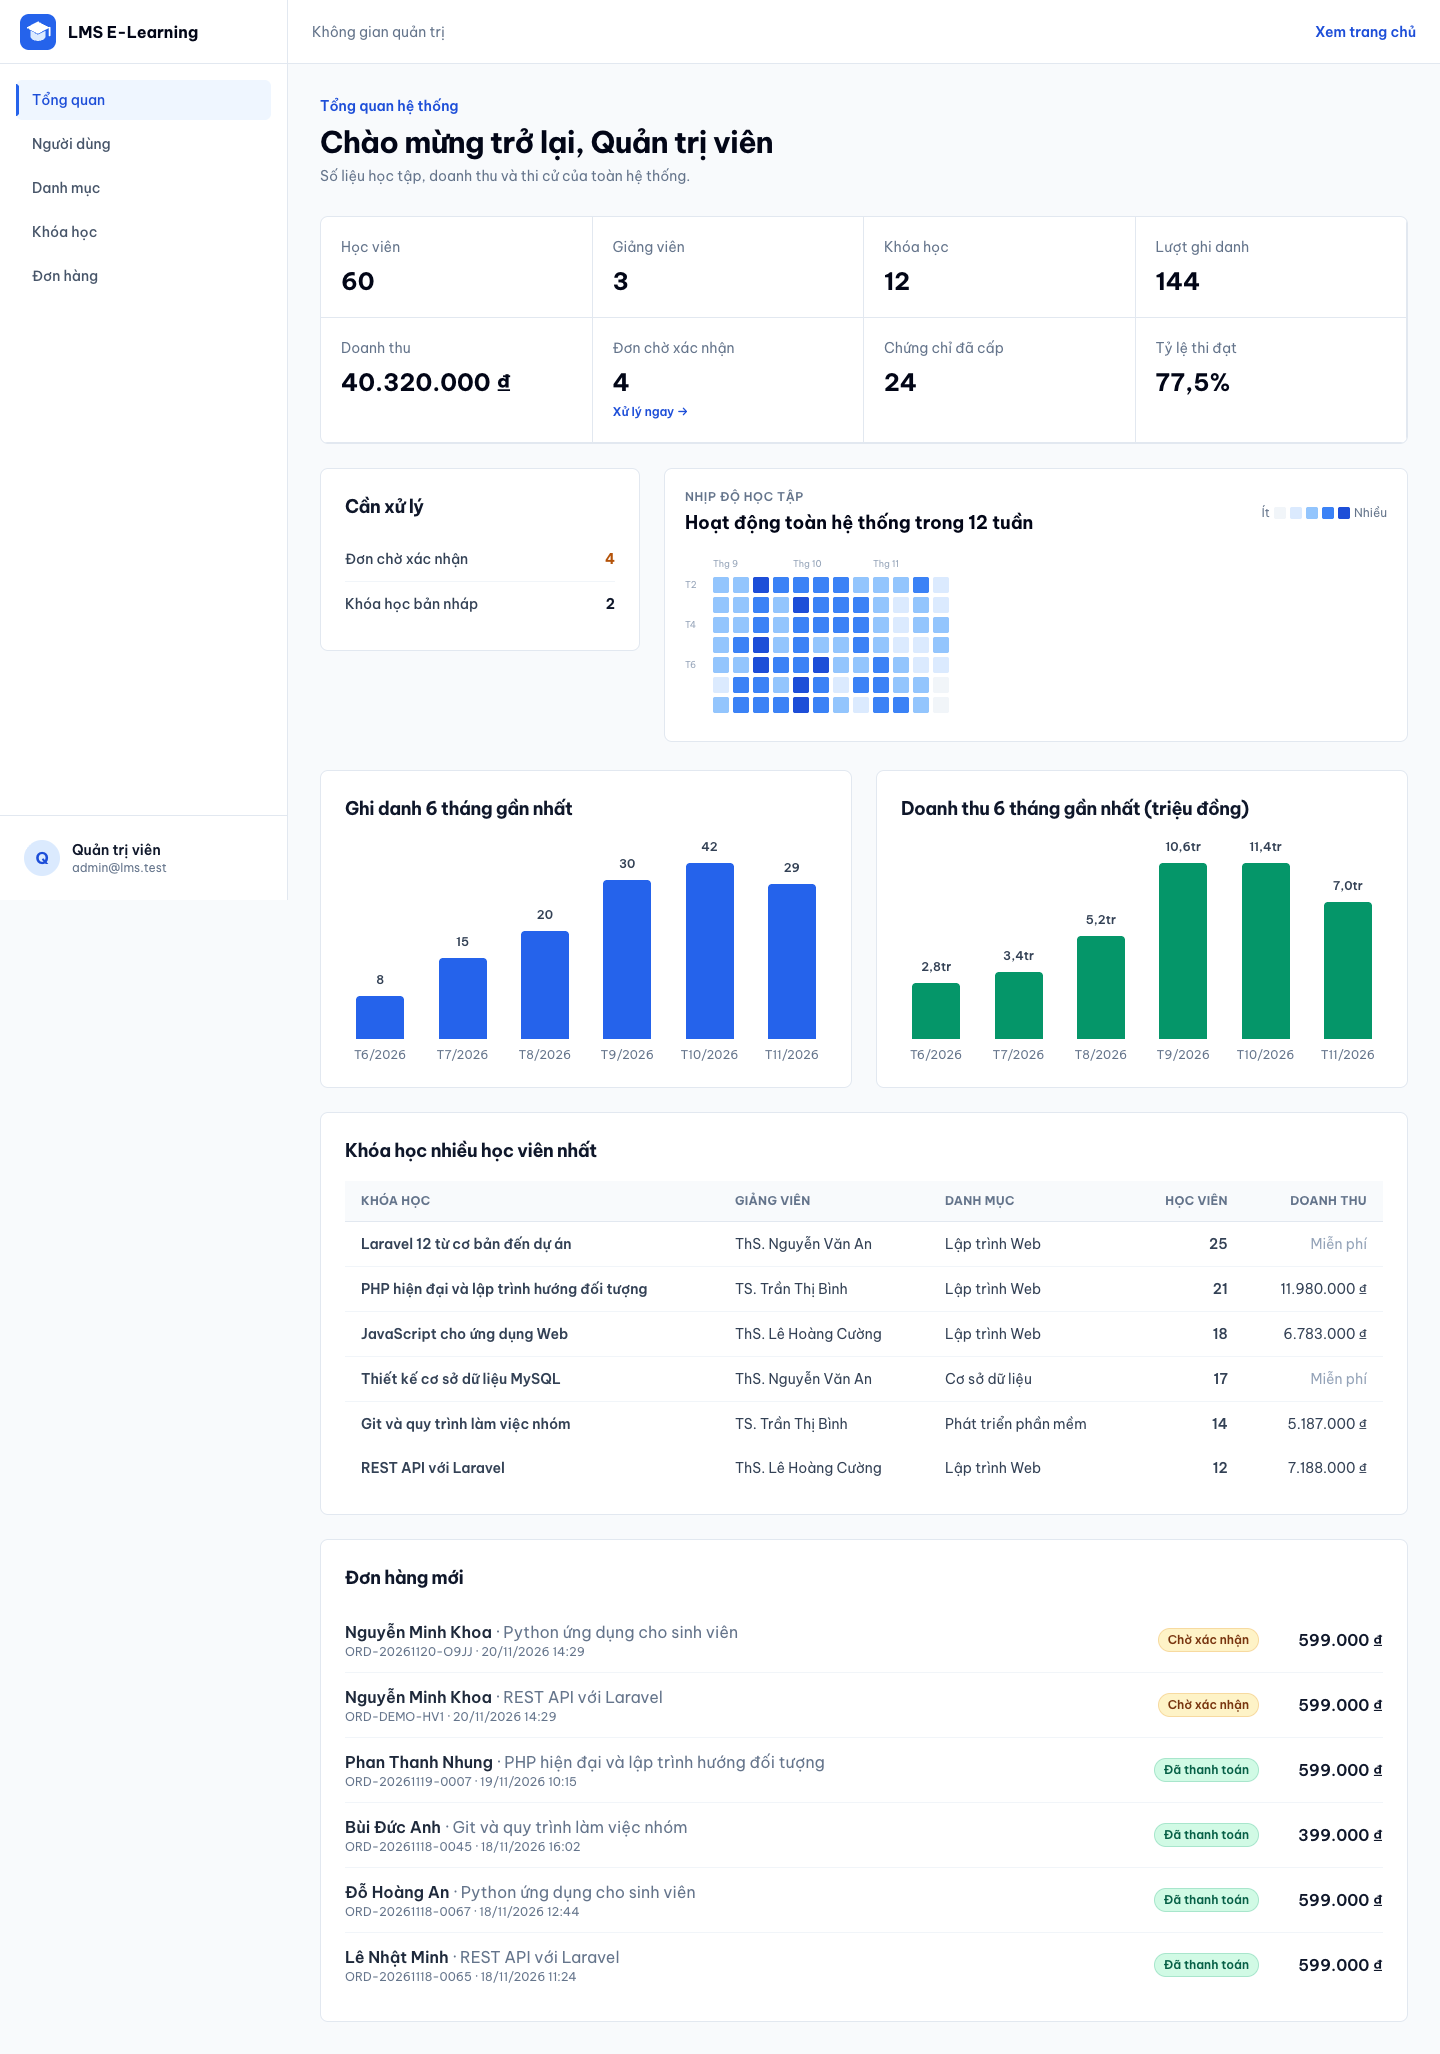 LMS E-Learning
Không gian quản trị
Xem trang chủ
Tổng quan
Người dùng
Danh mục
Khóa học
Đơn hàng
Q
Quản trị viên
admin@lms.test
Tổng quan hệ thống
Chào mừng trở lại, Quản trị viên
Số liệu học tập, doanh thu và thi cử của toàn hệ thống.
Học viên
60
Giảng viên
3
Khóa học
12
Lượt ghi danh
144
Doanh thu
40.320.000 ₫
Đơn chờ xác nhận
4
Xử lý ngay →
Chứng chỉ đã cấp
24
Tỷ lệ thi đạt
77,5%
Cần xử lý
Đơn chờ xác nhận 4
Khóa học bản nháp 2
NHỊP ĐỘ HỌC TẬP
Hoạt động toàn hệ thống trong 12 tuần
Ít Nhiều
Thg 9 Thg 10 Thg 11
T2
T4
T6
Ghi danh 6 tháng gần nhất
8 15 20 30 42 29
T6/2026 T7/2026 T8/2026 T9/2026 T10/2026 T11/2026
Doanh thu 6 tháng gần nhất (triệu đồng)
2,8tr 3,4tr 5,2tr 10,6tr 11,4tr 7,0tr
T6/2026 T7/2026 T8/2026 T9/2026 T10/2026 T11/2026
Khóa học nhiều học viên nhất
KHÓA HỌC GIẢNG VIÊN DANH MỤC HỌC VIÊN DOANH THU
Laravel 12 từ cơ bản đến dự án ThS. Nguyễn Văn An Lập trình Web 25 Miễn phí
PHP hiện đại và lập trình hướng đối tượng TS. Trần Thị Bình Lập trình Web 21 11.980.000 ₫
JavaScript cho ứng dụng Web ThS. Lê Hoàng Cường Lập trình Web 18 6.783.000 ₫
Thiết kế cơ sở dữ liệu MySQL ThS. Nguyễn Văn An Cơ sở dữ liệu 17 Miễn phí
Git và quy trình làm việc nhóm TS. Trần Thị Bình Phát triển phần mềm 14 5.187.000 ₫
REST API với Laravel ThS. Lê Hoàng Cường Lập trình Web 12 7.188.000 ₫
Đơn hàng mới
Nguyễn Minh Khoa · Python ứng dụng cho sinh viên
ORD-20261120-O9JJ · 20/11/2026 14:29
Chờ xác nhận 599.000 ₫
Nguyễn Minh Khoa · REST API với Laravel
ORD-DEMO-HV1 · 20/11/2026 14:29
Chờ xác nhận 599.000 ₫
Phan Thanh Nhung · PHP hiện đại và lập trình hướng đối tượng
ORD-20261119-0007 · 19/11/2026 10:15
Đã thanh toán 599.000 ₫
Bùi Đức Anh · Git và quy trình làm việc nhóm
ORD-20261118-0045 · 18/11/2026 16:02
Đã thanh toán 399.000 ₫
Đỗ Hoàng An · Python ứng dụng cho sinh viên
ORD-20261118-0067 · 18/11/2026 12:44
Đã thanh toán 599.000 ₫
Lê Nhật Minh · REST API với Laravel
ORD-20261118-0065 · 18/11/2026 11:24
Đã thanh toán 599.000 ₫